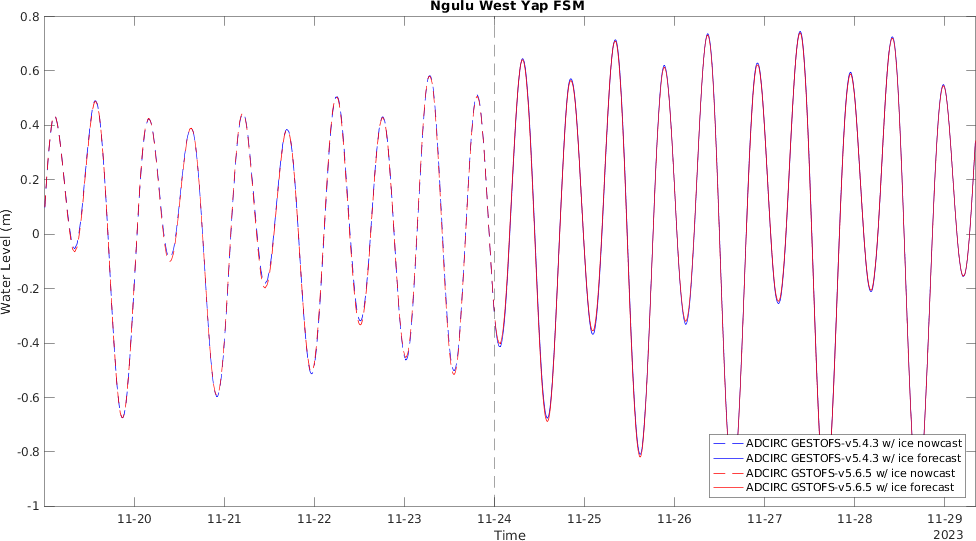 Ngulu West Yap FSM
0.8
0.6
0.4
0.2
0
-0.2
-0.4
-0.6
-0.8
-1
Water Level (m)
ADCIRC GESTOFS-v5.4.3 w/ ice nowcast
ADCIRC GESTOFS-v5.4.3 w/ ice forecast
ADCIRC GSTOFS-v5.6.5 w/ ice nowcast
ADCIRC GSTOFS-v5.6.5 w/ ice forecast
11-20 11-21 11-22 11-23 11-24 11-25 11-26 11-27 11-28 11-29
Time
2023